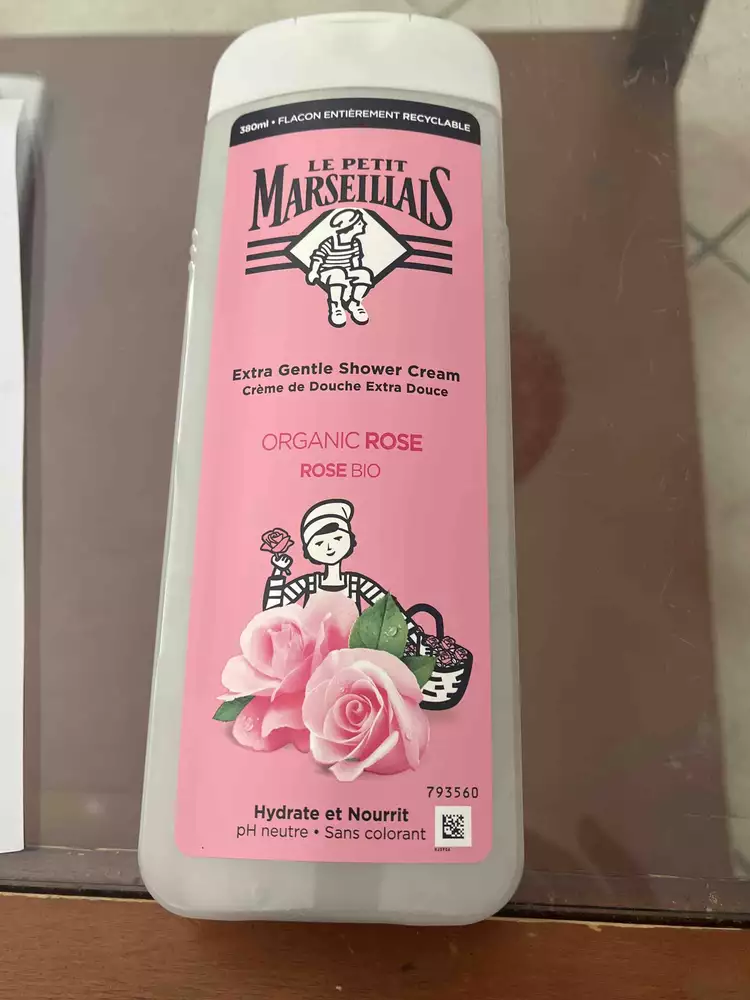 380ml • FLACON ENTIÈREMENT RECYCLABLE
LE PETIT
MARSEILLAIS
Extra Gentle Shower Cream
Crème de Douche Extra Douce
ORGANIC ROSE
ROSE BIO
793560
Hydrate et Nourrit
pH neutre • Sans colorant